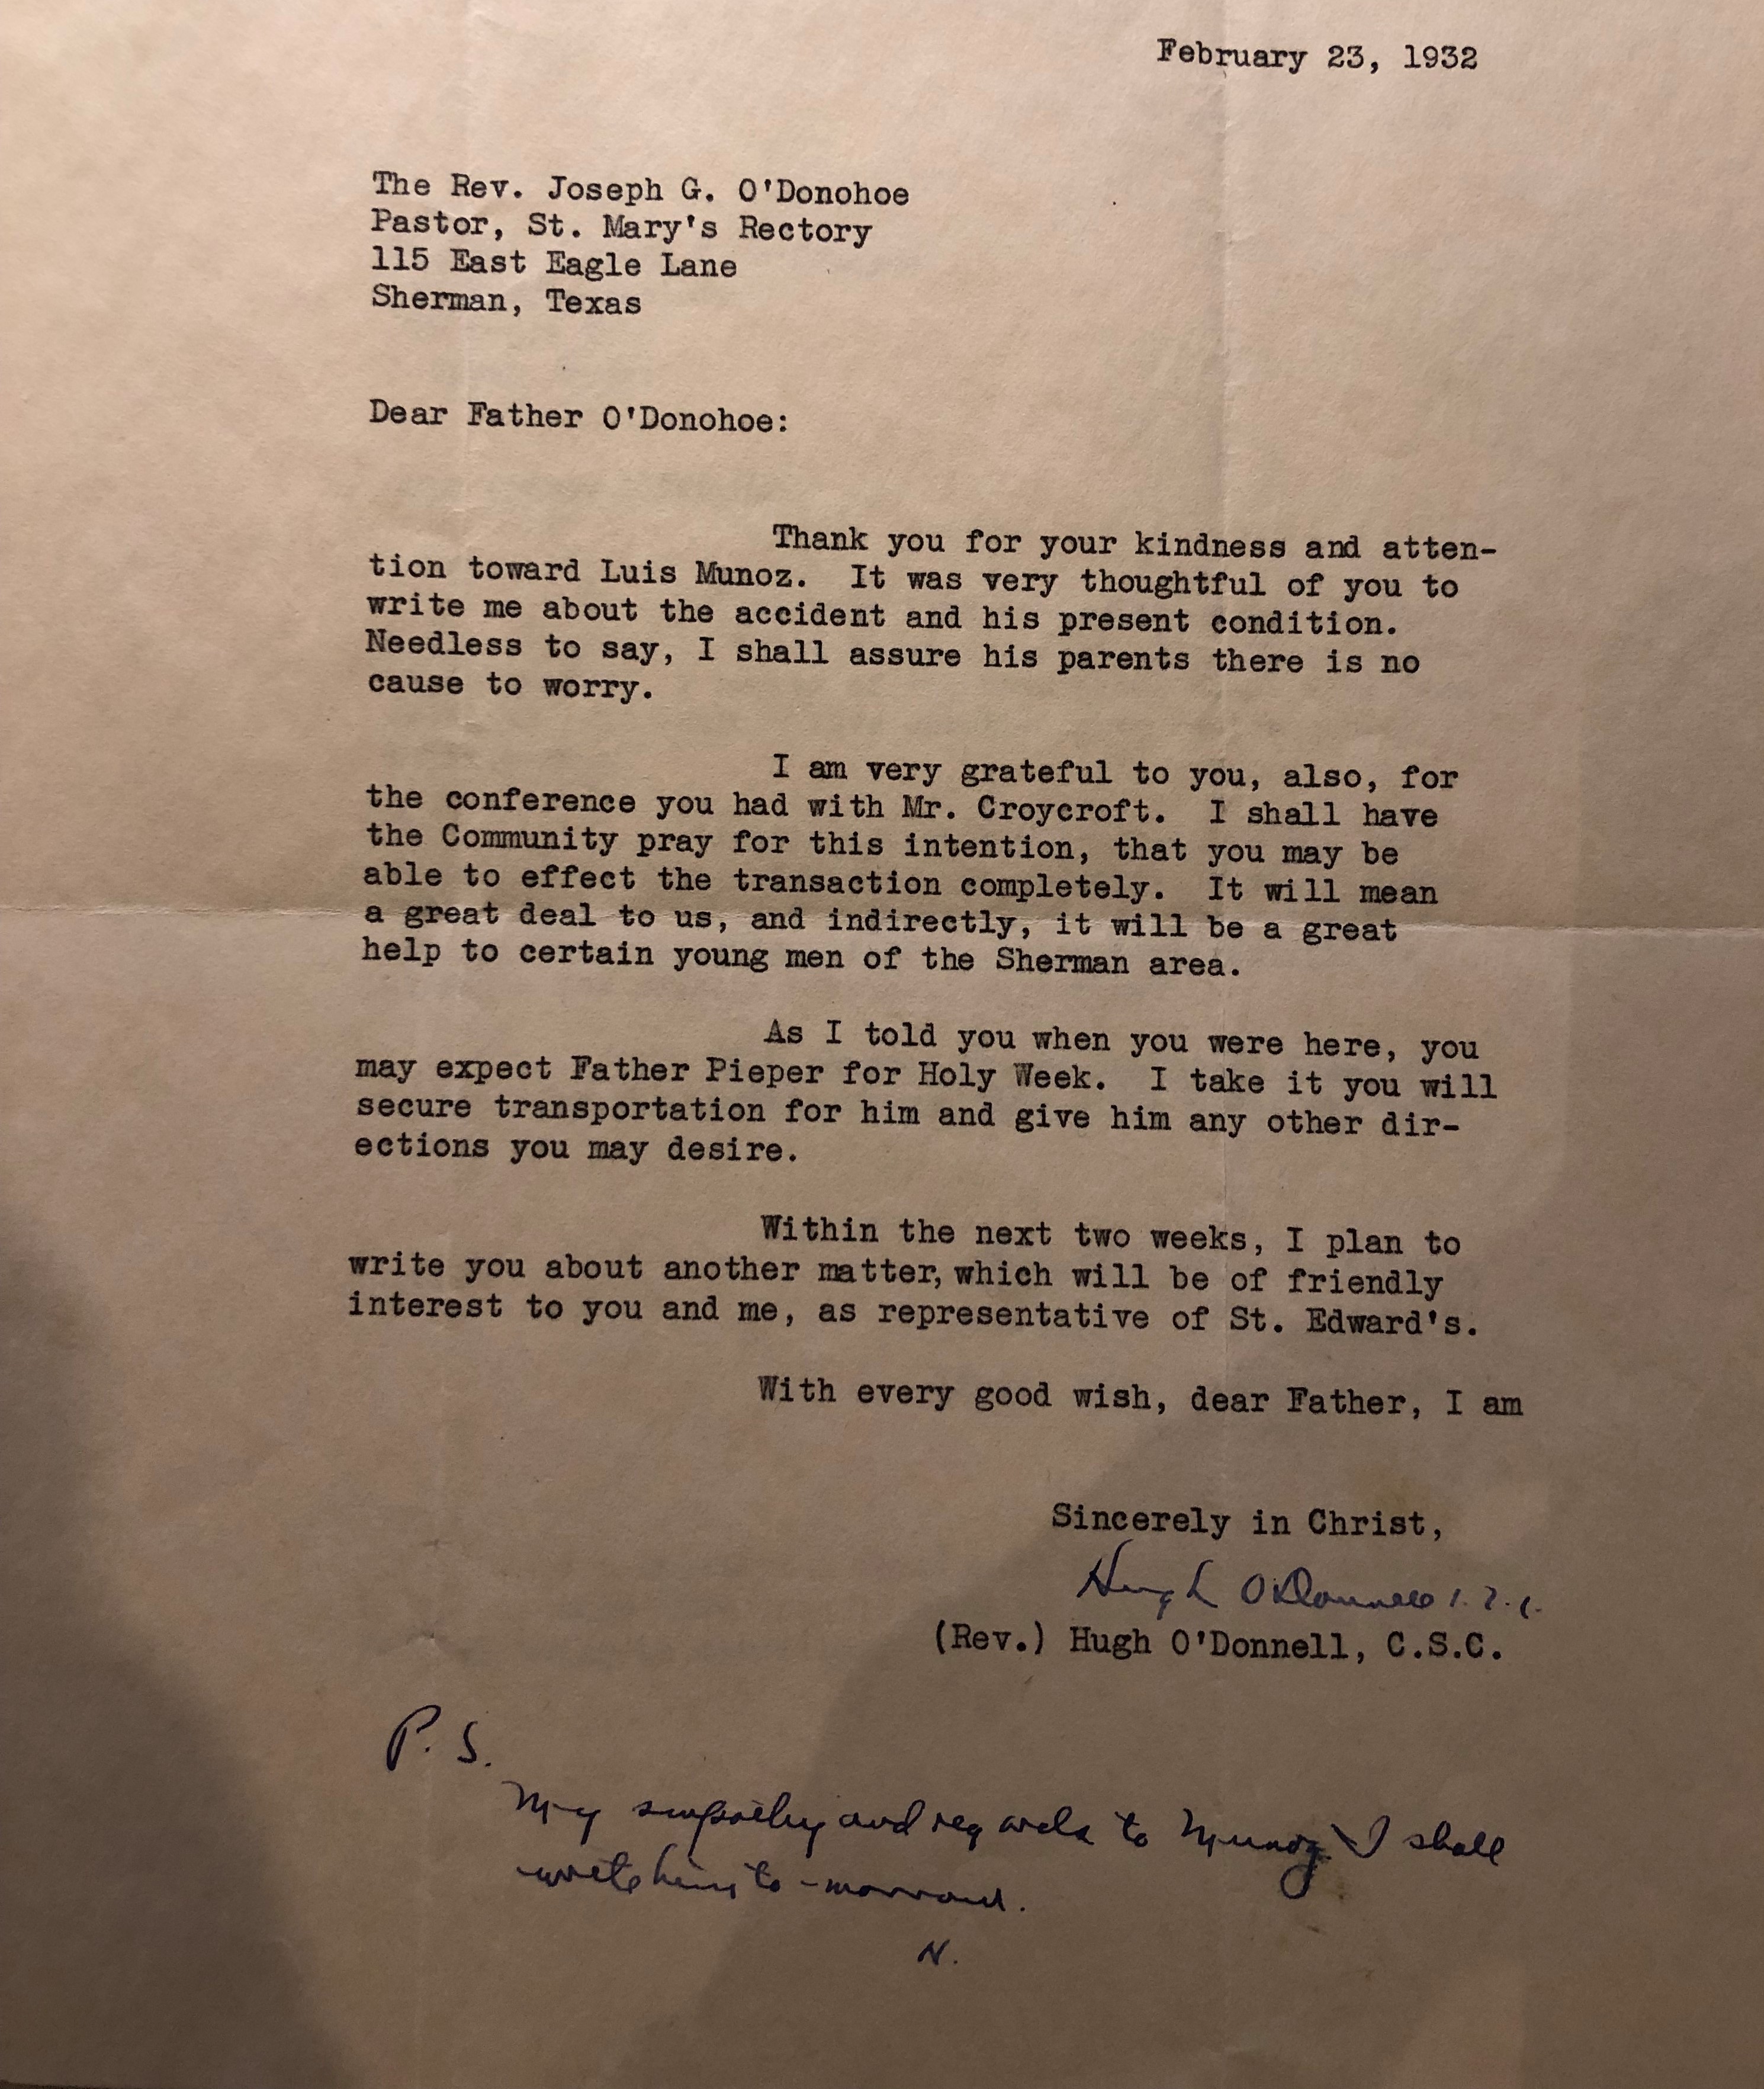 February 23, 1932
The Rev. Joseph G. O'Donohoe
Pastor, St. Mary's Rectory
115 East Eagle Lane
Sherman, Texas
Dear Father O'Donohoe:
Thank you for your kindness and atten-
tion toward Luis Munoz. It was very thoughtful of you to
write me about the accident and his present condition.
Needless to say, I shall assure his parents there is no
cause to worry.
I am very grateful to you, also, for
the conference you had with Mr. Croycroft. I shall have
the Community pray for this intention, that you may be
able to effect the transaction completely. It will mean
a great deal to us, and indirectly, it will be a great
help to certain young men of the Sherman area.
As I told you when you were here, you
may expect Father Pieper for Holy Week. I take it you will
secure transportation for him and give him any other dir-
ections you may desire.
Within the next two weeks, I plan to
write you about another matter, which will be of friendly
interest to you and me, as representative of St. Edward's.
With every good wish, dear Father, I am
Sincerely in Christ,
Hugh O'Donnell c.s.c.
(Rev.) Hugh O'Donnell, C.S.C.
P. S.
My sympathy and regards to Munoz. I shall
write him to-morrow.
H.